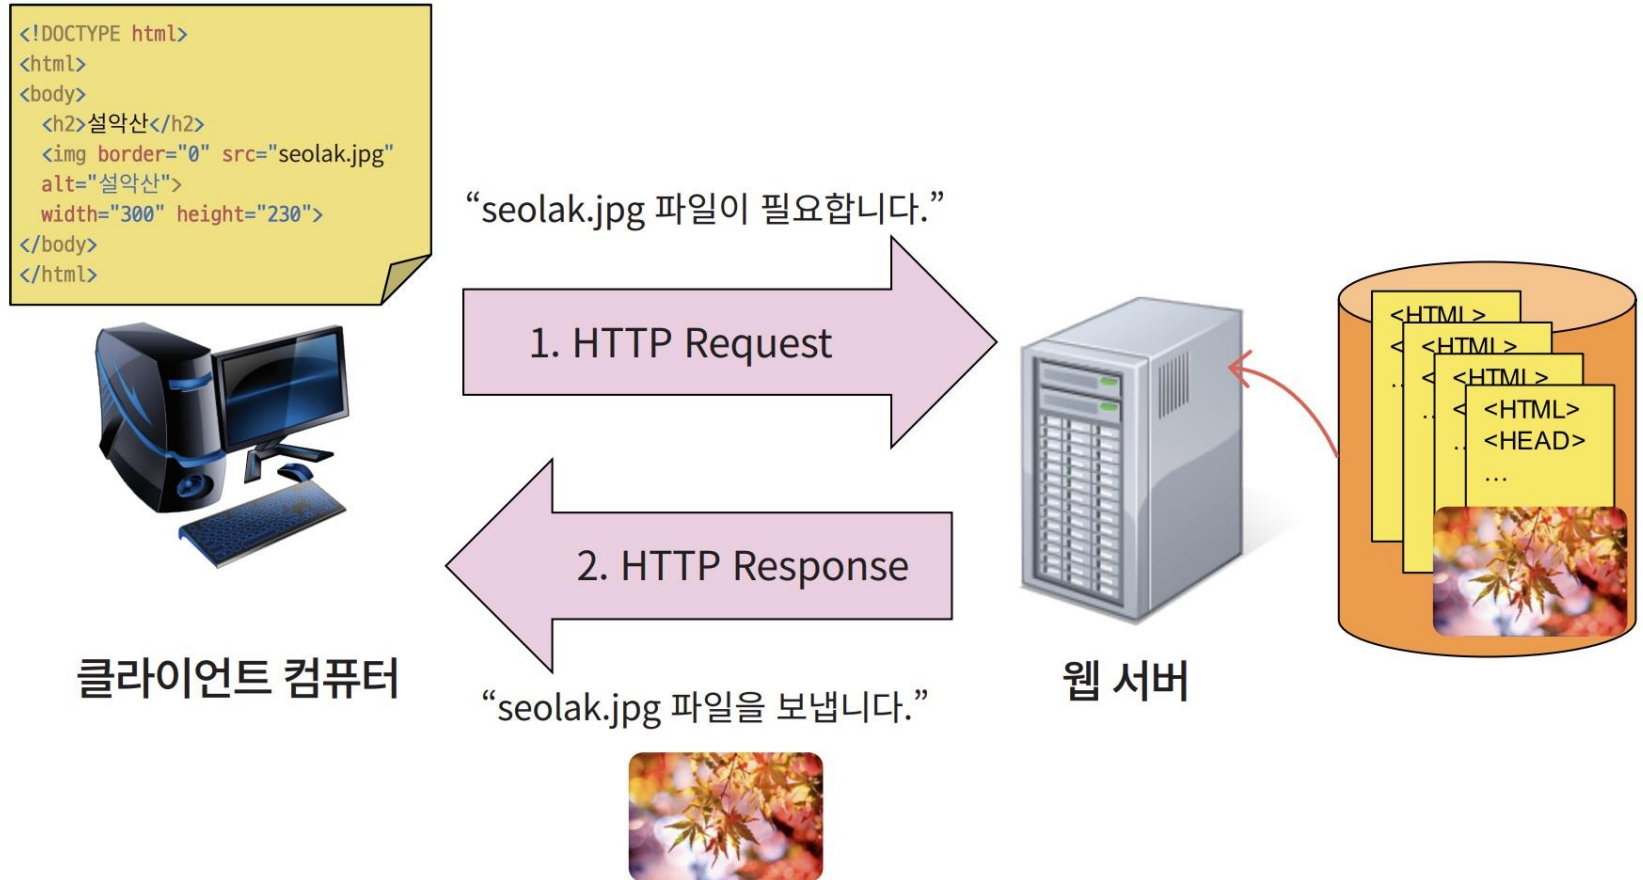 <!DOCTYPE html>
<html>
<body>
<h2>설악산</h2>
<img border="0" src="seolak.jpg"
alt="설악산">
width="300" height="230">
</body>
</html>
“seolak.jpg 파일이 필요합니다.”
1. HTTP Request
2. HTTP Response
“seolak.jpg 파일을 보냅니다.”
클라이언트 컴퓨터
웹 서버
<HTML>
<
..
<HTML>
<
..
<HTML>
<
..
<HTML>
<HEAD>
...